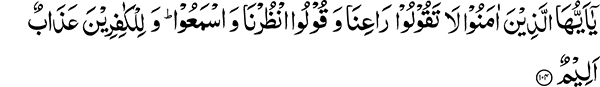 يٰۤاَيُّهَا الَّذِيْنَ اٰمَنُوْا لَا تَقُوْلُوْا رَاعِنَا وَ قُوْلُوا انْظُرْنَا وَ اسْمَعُوْا ؕ وَ لِلْكٰفِرِيْنَ عَذَابٌ
اَلِيْمٌ ۝۱۰۴